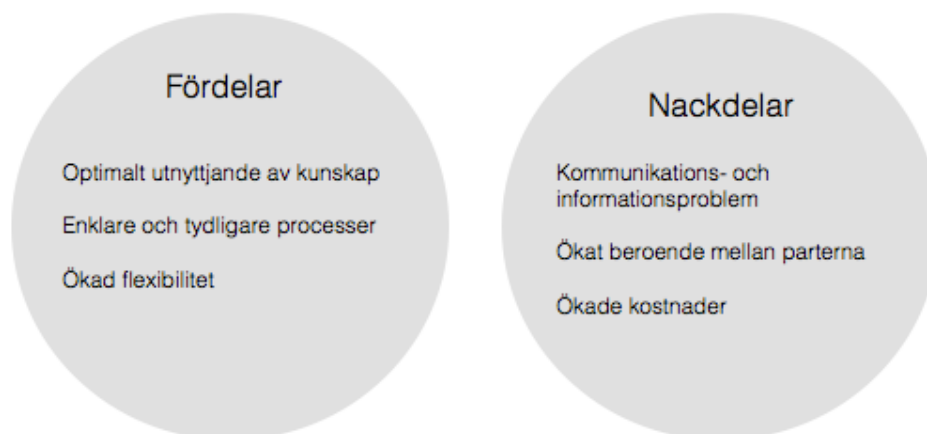 Fördelar
Optimalt utnyttjande av kunskap
Enklare och tydligare processer
Ökad flexibilitet
Nackdelar
Kommunikations- och
informationsproblem
Ökat beroende mellan parterna
Ökade kostnader